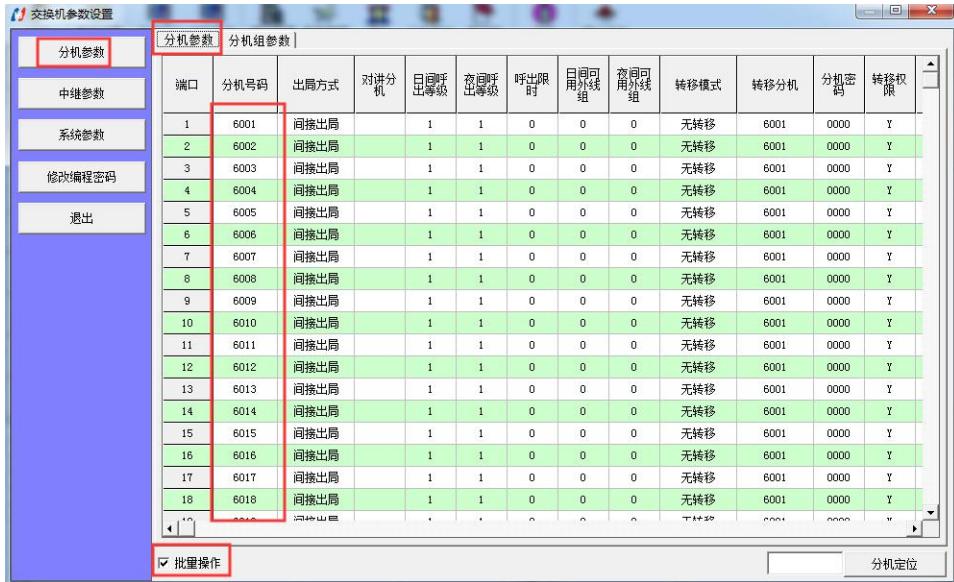 交换机参数设置
分机参数
中继参数
系统参数
修改编程密码
退出
分机参数 分机组参数
端口 分机号码 出局方式 对讲分机 日间呼出等级 夜间呼出等级 呼出限时 日间可用外线组 夜间可用外线组 转移模式 转移分机 分机密码 转移权限
1 6001 间接出局 1 1 0 0 0 无转移 6001 0000 Y
2 6002 间接出局 1 1 0 0 0 无转移 6001 0000 Y
3 6003 间接出局 1 1 0 0 0 无转移 6001 0000 Y
4 6004 间接出局 1 1 0 0 0 无转移 6001 0000 Y
5 6005 间接出局 1 1 0 0 0 无转移 6001 0000 Y
6 6006 间接出局 1 1 0 0 0 无转移 6001 0000 Y
7 6007 间接出局 1 1 0 0 0 无转移 6001 0000 Y
8 6008 间接出局 1 1 0 0 0 无转移 6001 0000 Y
9 6009 间接出局 1 1 0 0 0 无转移 6001 0000 Y
10 6010 间接出局 1 1 0 0 0 无转移 6001 0000 Y
11 6011 间接出局 1 1 0 0 0 无转移 6001 0000 Y
12 6012 间接出局 1 1 0 0 0 无转移 6001 0000 Y
13 6013 间接出局 1 1 0 0 0 无转移 6001 0000 Y
14 6014 间接出局 1 1 0 0 0 无转移 6001 0000 Y
15 6015 间接出局 1 1 0 0 0 无转移 6001 0000 Y
16 6016 间接出局 1 1 0 0 0 无转移 6001 0000 Y
17 6017 间接出局 1 1 0 0 0 无转移 6001 0000 Y
18 6018 间接出局 1 1 0 0 0 无转移 6001 0000 Y
批里操作 分机定位